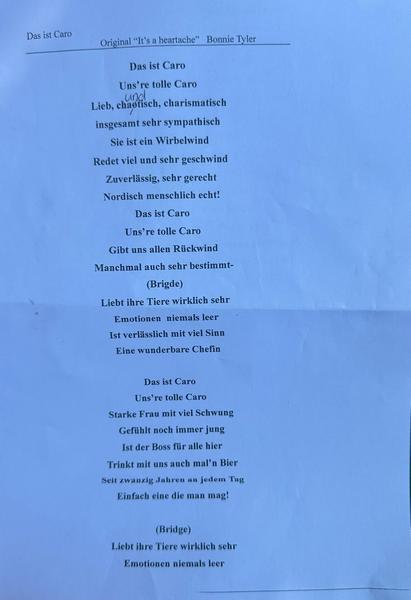 Das ist Caro
Original "It's a heartache" Bonnie Tyler
Das ist Caro
Uns're tolle Caro
und
Lieb, chaotisch, charismatisch
insgesamt sehr sympathisch
Sie ist ein Wirbelwind
Redet viel und sehr geschwind
Zuverlässig, sehr gerecht
Nordisch menschlich echt!
Das ist Caro
Uns're tolle Caro
Gibt uns allen Rückwind
Manchmal auch sehr bestimmt-
(Brigde)
Liebt ihre Tiere wirklich sehr
Emotionen niemals leer
Ist verlässlich mit viel Sinn
Eine wunderbare Chefin
Das ist Caro
Uns're tolle Caro
Starke Frau mit viel Schwung
Gefühlt noch immer jung
Ist der Boss für alle hier
Trinkt mit uns auch mal'n Bier
Seit zwanzig Jahren an jedem Tag
Einfach eine die man mag!
(Bridge)
Liebt ihre Tiere wirklich sehr
Emotionen niemals leer